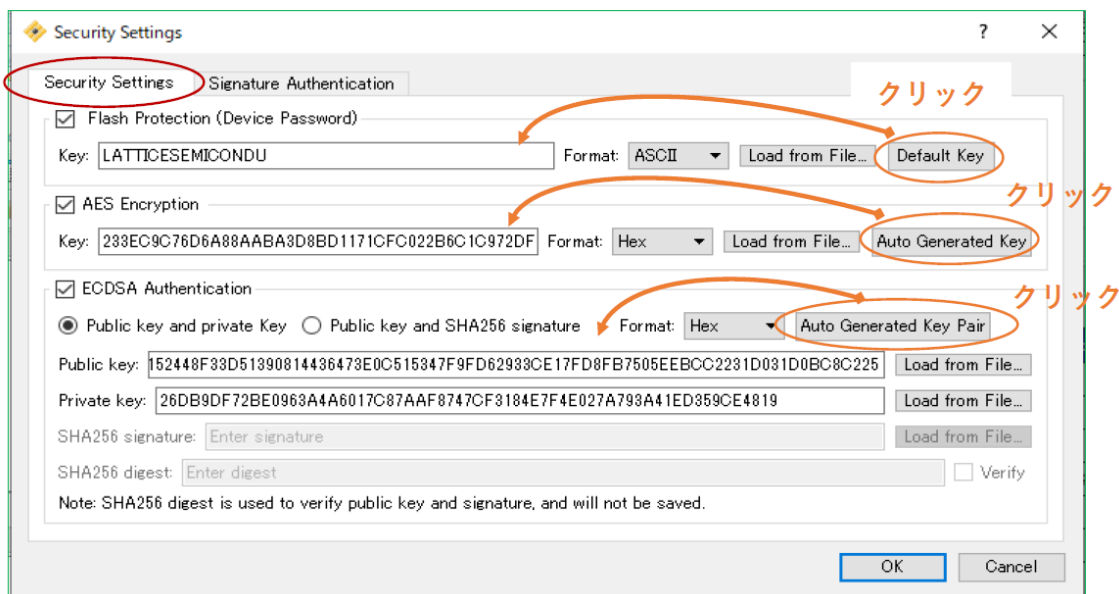 Security Settings ? ×
Security Settings Signature Authentication
クリック
Flash Protection (Device Password)
Key: LATTICESEMICONDU Format: ASCII Load from File... Default Key
クリック
AES Encryption
Key: 233EC9C76D6A88AABA3D8BD1171CFC022B6C1C972DF Format: Hex Load from File... Auto Generated Key
クリック
ECDSA Authentication
Public key and private Key Public key and SHA256 signature Format: Hex Auto Generated Key Pair
Public key: 152448F33D51390814436473E0C515347F9FD62933CE17FD8FB7505EEBCC2231D031D0BC8C225 Load from File...
Private key: 26DB9DF72BE0963A4A6017C87AAF8747CF3184E7F4E027A793A41ED359CE4819 Load from File...
SHA256 signature: Enter signature Load from File...
SHA256 digest: Enter digest Verify
Note: SHA256 digest is used to verify public key and signature, and will not be saved.
OK Cancel